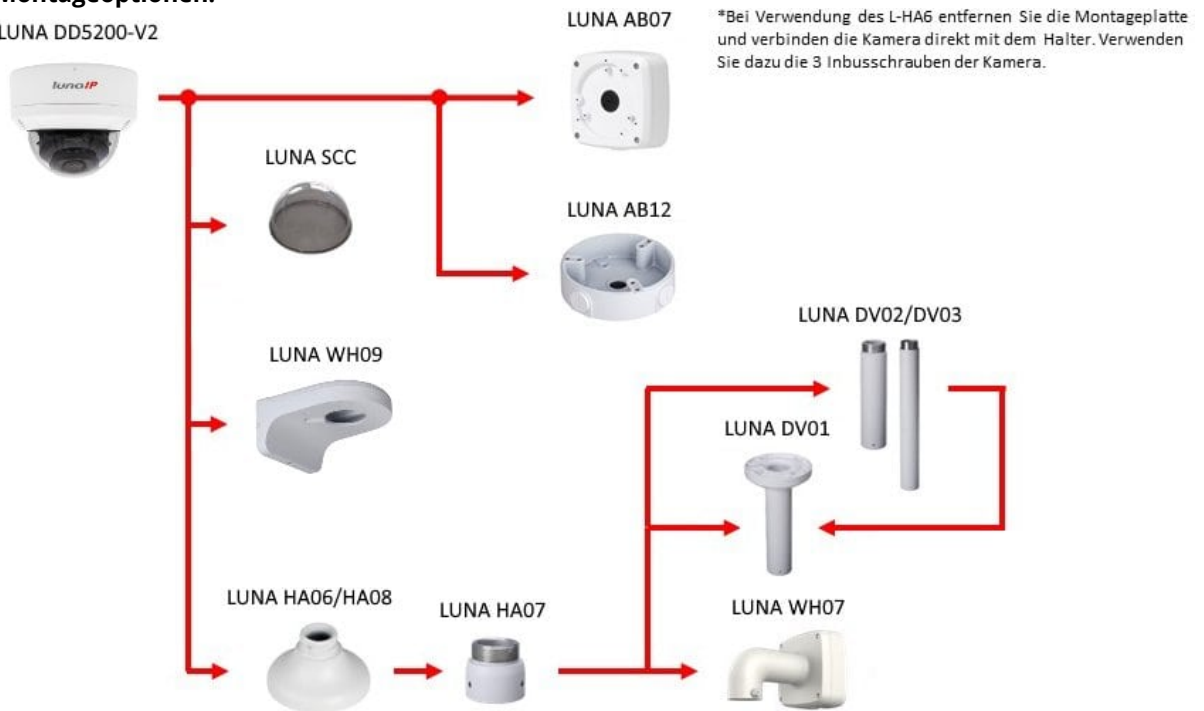 Montageoptionen:
LUNA DD5200-V2
LUNA AB07
*Bei Verwendung des L-HA6 entfernen Sie die Montageplatte
und verbinden die Kamera direkt mit dem Halter. Verwenden
Sie dazu die 3 Inbusschrauben der Kamera.
lunaIP
LUNA SCC
LUNA AB12
LUNA DV02/DV03
LUNA WH09
LUNA DV01
LUNA HA06/HA08
LUNA HA07
LUNA WH07